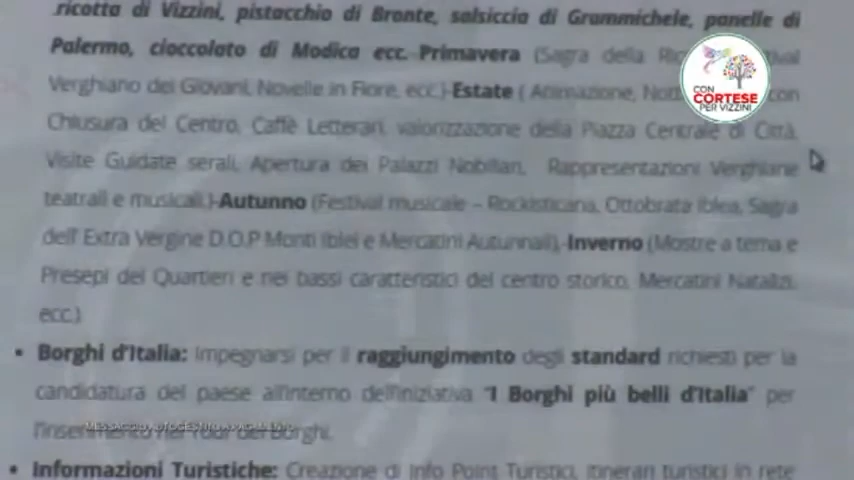 ricotta di Vizzini, pistacchio di Bronte, salsiccia di Grammichele, panelle di
Palermo, cioccolato di Modica ecc. Primavera (Sagra della
Verghiano dei Giovani, Novelle in Fiore, ecc.)-Estate ( Animazione, con
Chiusura del Centro, Caffè Letterari, valorizzazione della Piazza Centrale di Città,
Visite Guidate serali, Apertura dei Palazzi Nobiliari, Rappresentazioni Verghiane
teatrali e musicali.)-Autunno (Festival musicale – Rockisticana, Ottobrata Iblea, Sagra
dell' Extra Vergine D.O.P Monti Iblei e Mercatini Autunnali),-Inverno (Mostre a tema e
Presepi dei Quartieri e nei bassi caratteristici del centro storico, Mercatini Natalizi,
ecc.)
• Borghi d'Italia: Impegnarsi per il raggiungimento degli standard richiesti per la
candidatura del paese all'interno dell'iniziativa "I Borghi più belli d'Italia" per
l'inserimento nel Tour dei Borghi.
• Informazioni Turistiche: Creazione di Info Point Turistici, itinerari turistici in rete
CON
CORTESE
PER VIZZINI
MESSAGGIO AUTOGESTITO A PAGAMENTO